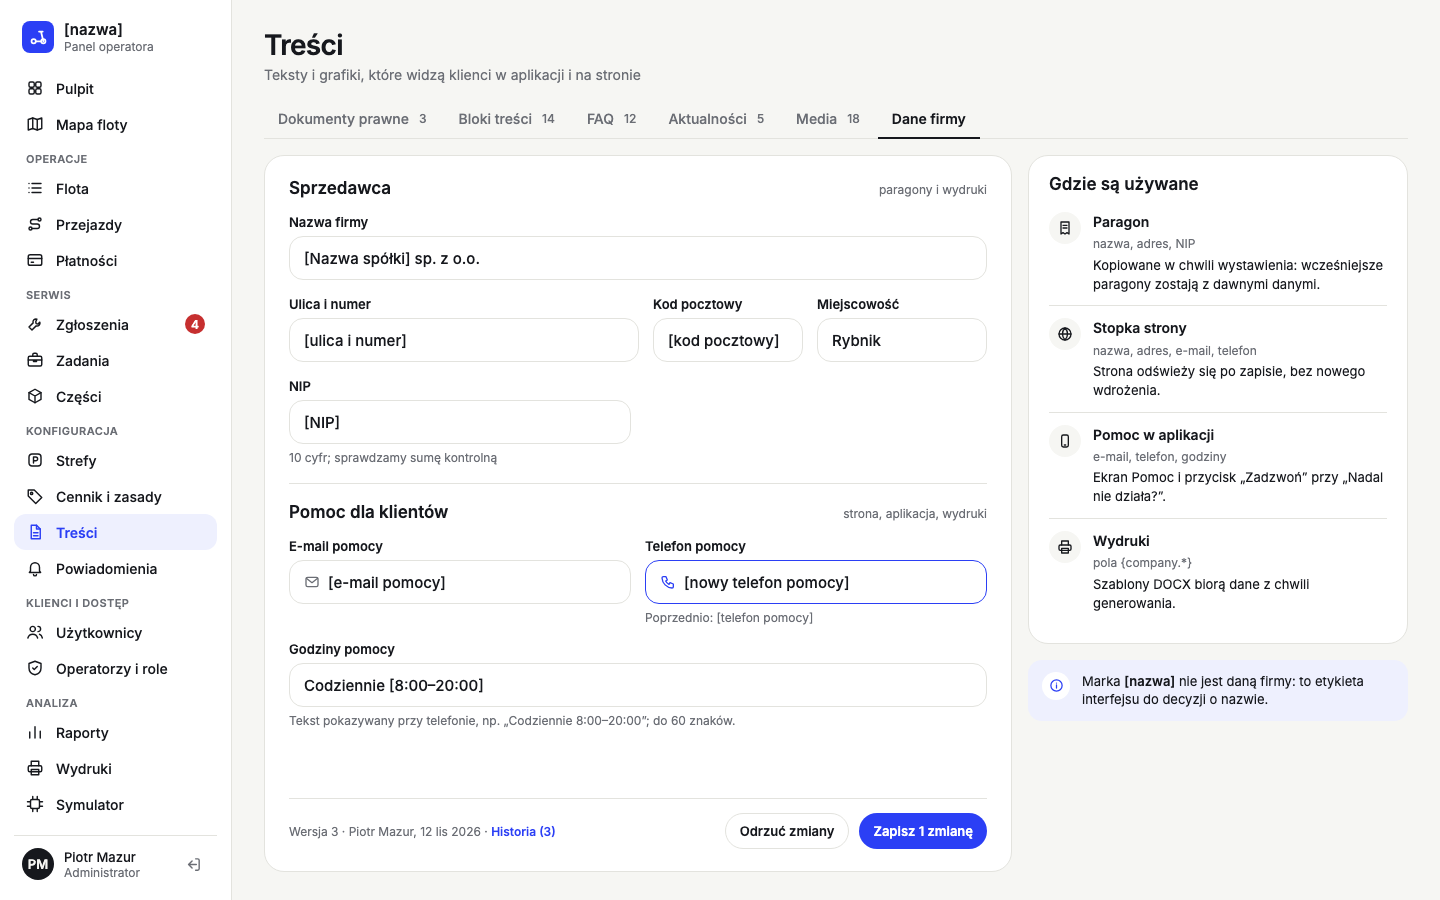 [nazwa]
Panel operatora
Pulpit
Mapa floty
OPERACJE
Flota
Przejazdy
Płatności
SERWIS
Zgłoszenia 4
Zadania
Części
KONFIGURACJA
Strefy
Cennik i zasady
Treści
Powiadomienia
KLIENCI I DOSTĘP
Użytkownicy
Operatorzy i role
ANALIZA
Raporty
Wydruki
Symulator
PM
Piotr Mazur
Administrator
Treści
Teksty i grafiki, które widzą klienci w aplikacji i na stronie
Dokumenty prawne 3 Bloki treści 14 FAQ 12 Aktualności 5 Media 18 Dane firmy
Sprzedawca paragony i wydruki
Nazwa firmy
[Nazwa spółki] sp. z o.o.
Ulica i numer Kod pocztowy Miejscowość
[ulica i numer] [kod pocztowy] Rybnik
NIP
[NIP]
10 cyfr; sprawdzamy sumę kontrolną
Pomoc dla klientów strona, aplikacja, wydruki
E-mail pomocy Telefon pomocy
[e-mail pomocy] [nowy telefon pomocy]
Poprzednio: [telefon pomocy]
Godziny pomocy
Codziennie [8:00–20:00]
Tekst pokazywany przy telefonie, np. „Codziennie 8:00–20:00”; do 60 znaków.
Wersja 3 · Piotr Mazur, 12 lis 2026 · Historia (3) Odrzuć zmiany Zapisz 1 zmianę
Gdzie są używane
Paragon
nazwa, adres, NIP
Kopiowane w chwili wystawienia: wcześniejsze
paragony zostają z dawnymi danymi.
Stopka strony
nazwa, adres, e-mail, telefon
Strona odświeży się po zapisie, bez nowego
wdrożenia.
Pomoc w aplikacji
e-mail, telefon, godziny
Ekran Pomoc i przycisk „Zadzwoń” przy „Nadal
nie działa?”.
Wydruki
pola {company.*}
Szablony DOCX biorą dane z chwili
generowania.
Marka [nazwa] nie jest daną firmy: to etykieta
interfejsu do decyzji o nazwie.